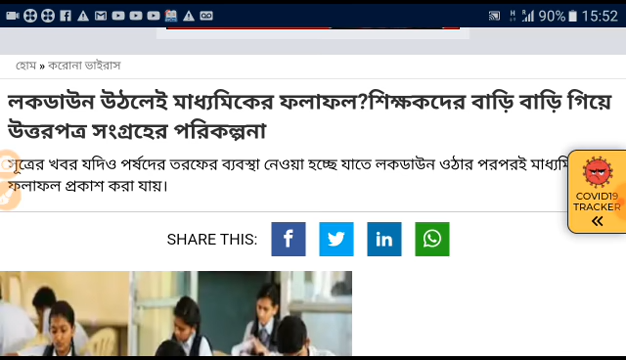 90% 15:52
হোম » করোনা ভাইরাস
লকডাউন উঠলেই মাধ্যমিকের ফলাফল?শিক্ষকদের বাড়ি বাড়ি গিয়ে
উত্তরপত্র সংগ্রহের পরিকল্পনা
সূত্রের খবর যদিও পর্ষদের তরফের ব্যবস্থা নেওয়া হচ্ছে যাতে লকডাউন ওঠার পরপরই
ফলাফল প্রকাশ করা যায়।
COVID19
TRACKER
SHARE THIS: